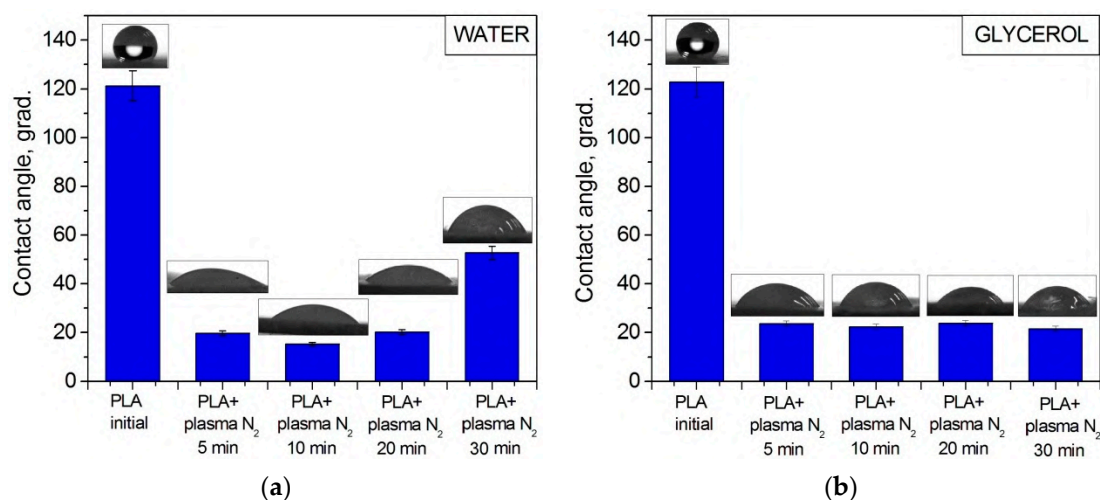 WATER
Contact angle, grad.
140
120
100
80
60
40
20
0
PLA initial
PLA+ plasma N₂ 5 min
PLA+ plasma N₂ 10 min
PLA+ plasma N₂ 20 min
PLA+ plasma N₂ 30 min
(a)
GLYCEROL
Contact angle, grad.
140
120
100
80
60
40
20
0
PLA initial
PLA+ plasma N₂ 5 min
PLA+ plasma N₂ 10 min
PLA+ plasma N₂ 20 min
PLA+ plasma N₂ 30 min
(b)